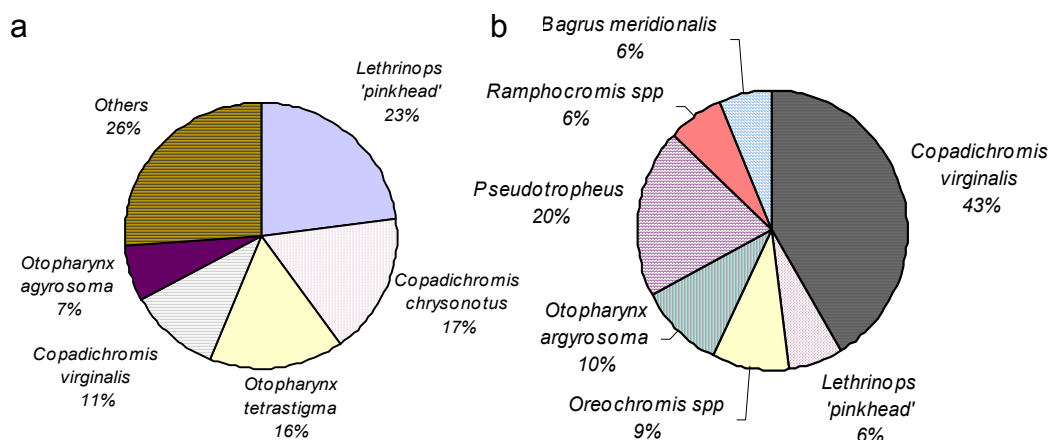 a
Lethrinops
'pinkhead'
23%
Copadichromis
chrysonotus
17%
Otopharynx
tetrastigma
16%
Copadichromis
virginalis
11%
Otopharynx
agyrosoma
7%
Others
26%
b
Bagrus meridionalis
6%
Ramphocromis spp
6%
Pseudotropheus
20%
Otopharynx
argyrosoma
10%
Oreochromis spp
9%
Lethrinops
'pinkhead'
6%
Copadichromis
virginalis
43%